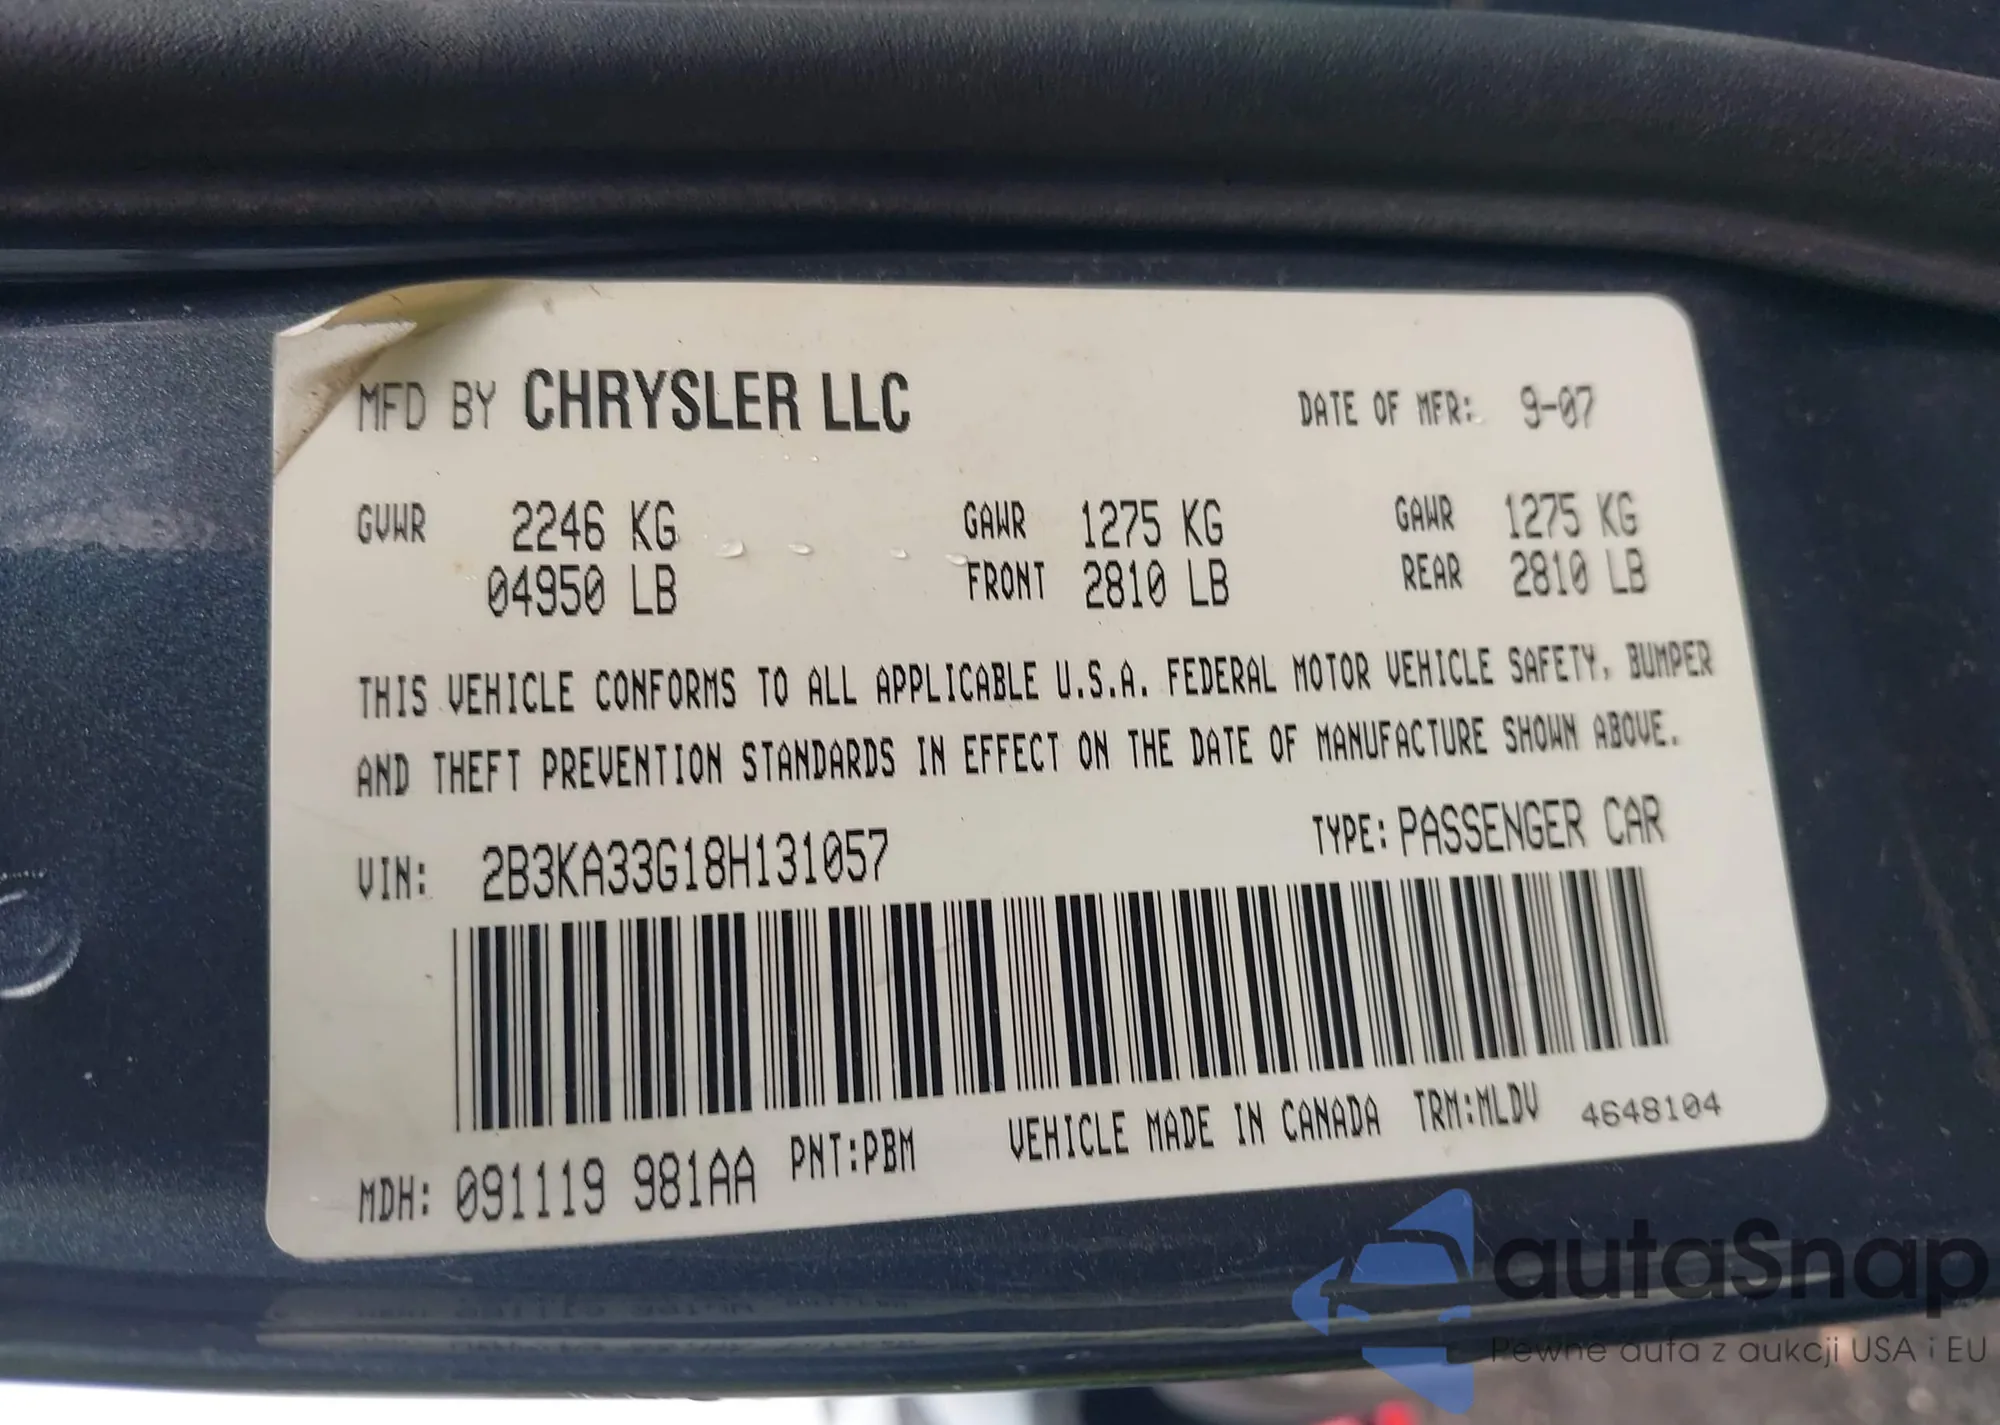 MFD BY CHRYSLER LLC DATE OF MFR: 9-07
GVWR 2246 KG GAWR 1275 KG GAWR 1275 KG
04950 LB FRONT 2810 LB REAR 2810 LB
THIS VEHICLE CONFORMS TO ALL APPLICABLE U.S.A. FEDERAL MOTOR VEHICLE SAFETY, BUMPER
AND THEFT PREVENTION STANDARDS IN EFFECT ON THE DATE OF MANUFACTURE SHOWN ABOVE.
VIN: 2B3KA33G18H131057 TYPE: PASSENGER CAR
MDH: 091119 981AA PNT:PBM VEHICLE MADE IN CANADA TRM:MLDV 4648104
autaSnap
Pewne auta z aukcji USA i EU